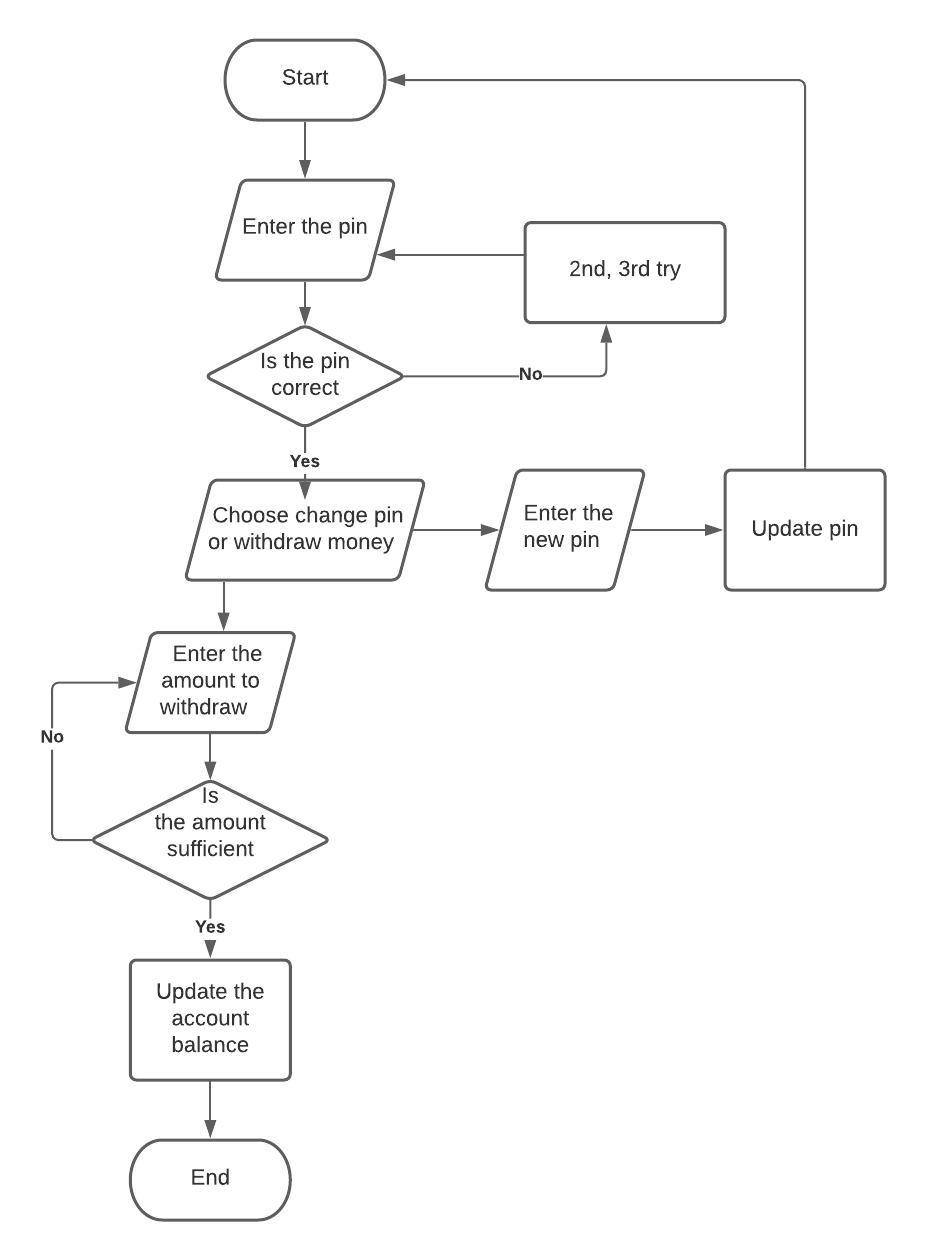 Start
Enter the pin
2nd, 3rd try
Is the pin
correct
No
Yes
Choose change pin
or withdraw money
Enter the
new pin
Update pin
Enter the
amount to
withdraw
No
Is
the amount
sufficient
Yes
Update the
account
balance
End